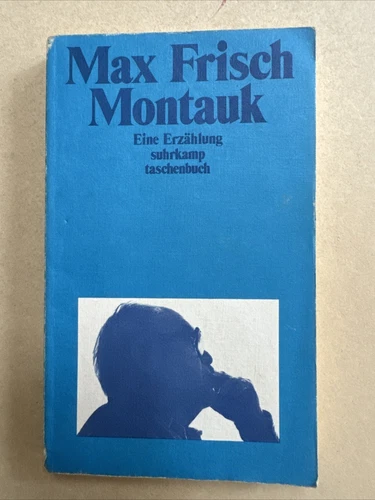 Max Frisch
Montauk
Eine Erzählung
suhrkamp
taschenbuch